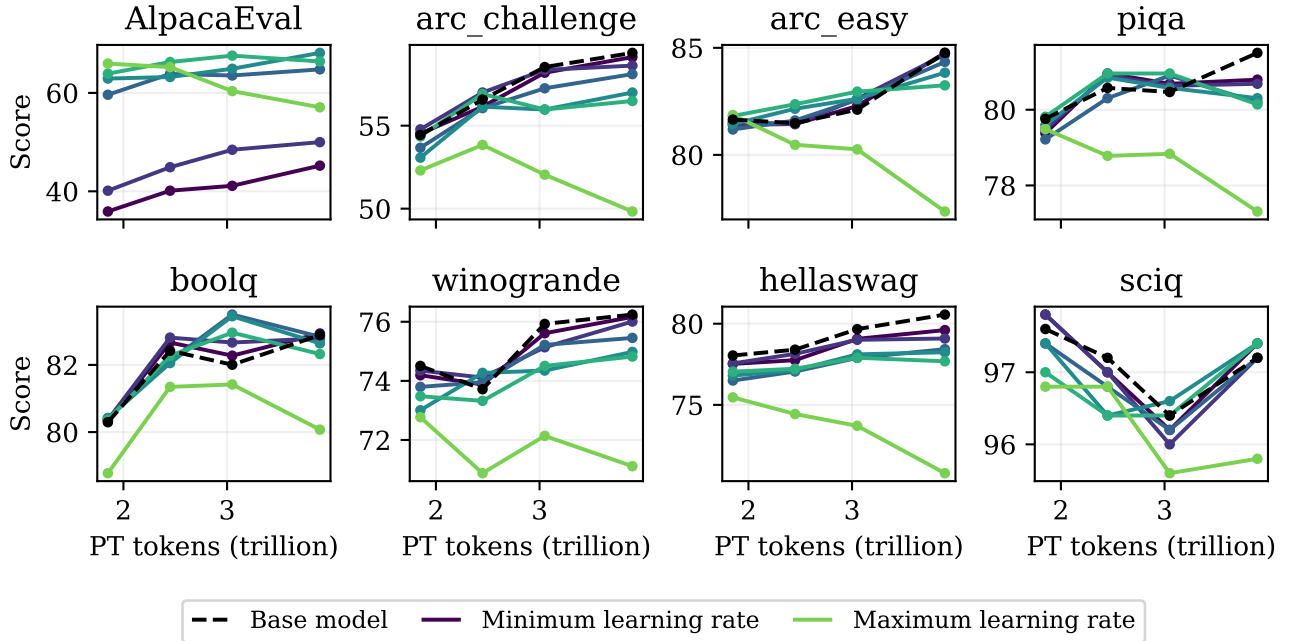 AlpacaEval arc_challenge arc_easy piqa
Score
60
40
55
50
85
80
80
78
boolq winogrande hellaswag sciq
Score
82
80
76
74
72
80
75
97
96
2 3 2 3 2 3 2 3
PT tokens (trillion) PT tokens (trillion) PT tokens (trillion) PT tokens (trillion)
Base model Minimum learning rate Maximum learning rate